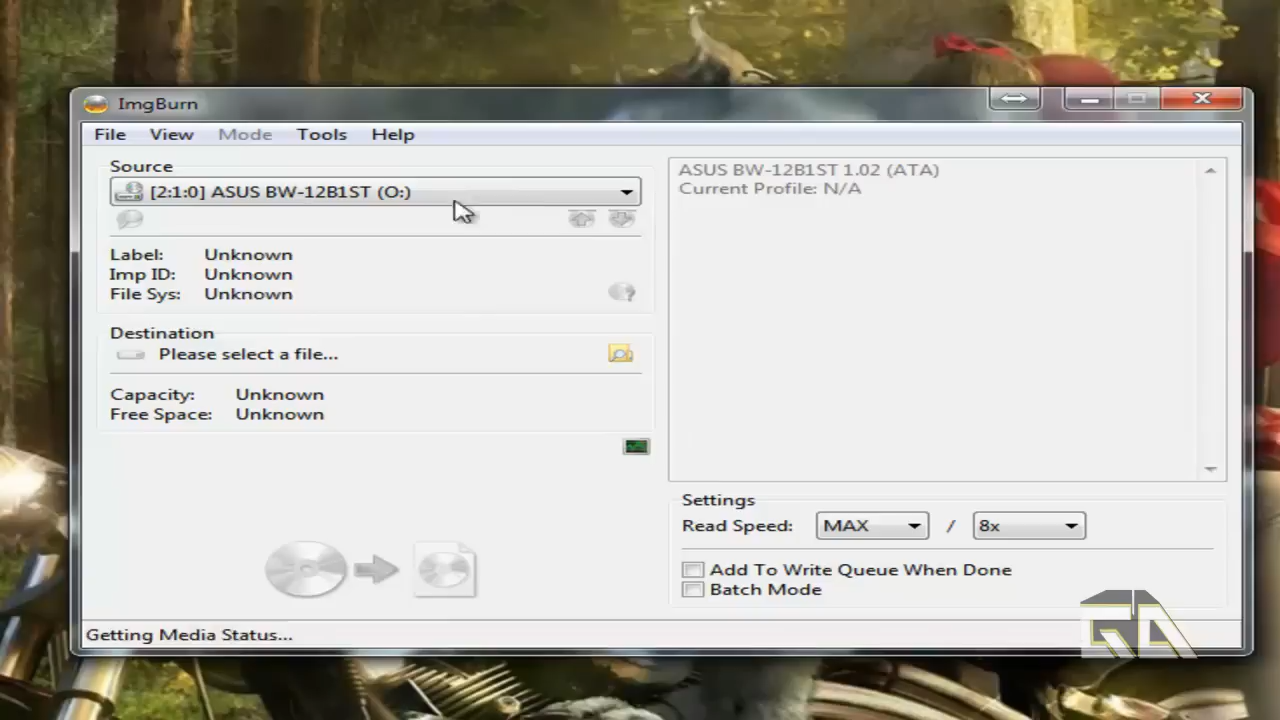 ImgBurn
File View Mode Tools Help
Source
[2:1:0] ASUS BW-12B1ST (O:)
Label: Unknown
Imp ID: Unknown
File Sys: Unknown
Destination
Please select a file...
Capacity: Unknown
Free Space: Unknown
ASUS BW-12B1ST 1.02 (ATA)
Current Profile: N/A
Settings
Read Speed: MAX / 8x
Add To Write Queue When Done
Batch Mode
Getting Media Status...
GA